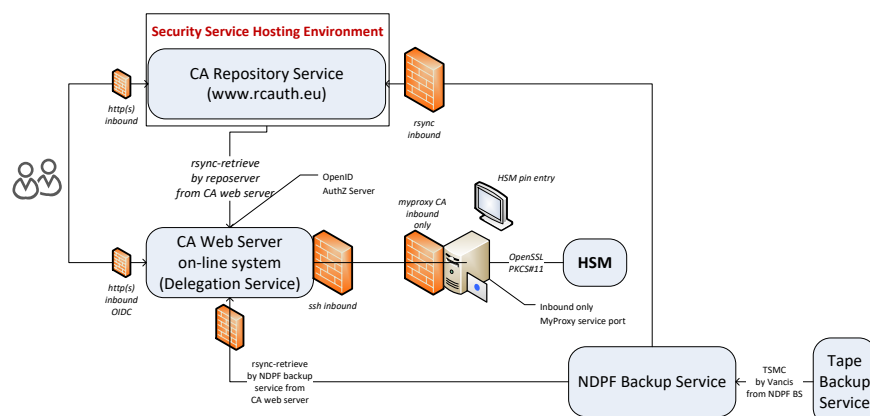 Security Service Hosting Environment
CA Repository Service
(www.rcauth.eu)
http(s)
inbound
rsync
inbound
rsync-retrieve
by reposerver
from CA web server
OpenID
AuthZ Server
HSM pin entry
myproxy CA
inbound
only
CA Web Server
on-line system
(Delegation Service)
OpenSSL
PKCS#11
HSM
http(s)
inbound
OIDC
ssh inbound
Inbound only
MyProxy service port
rsync-retrieve
by NDPF backup
service from
CA web server
NDPF Backup Service
TSMC
by Vancis
from NDPF BS
Tape
Backup
Service